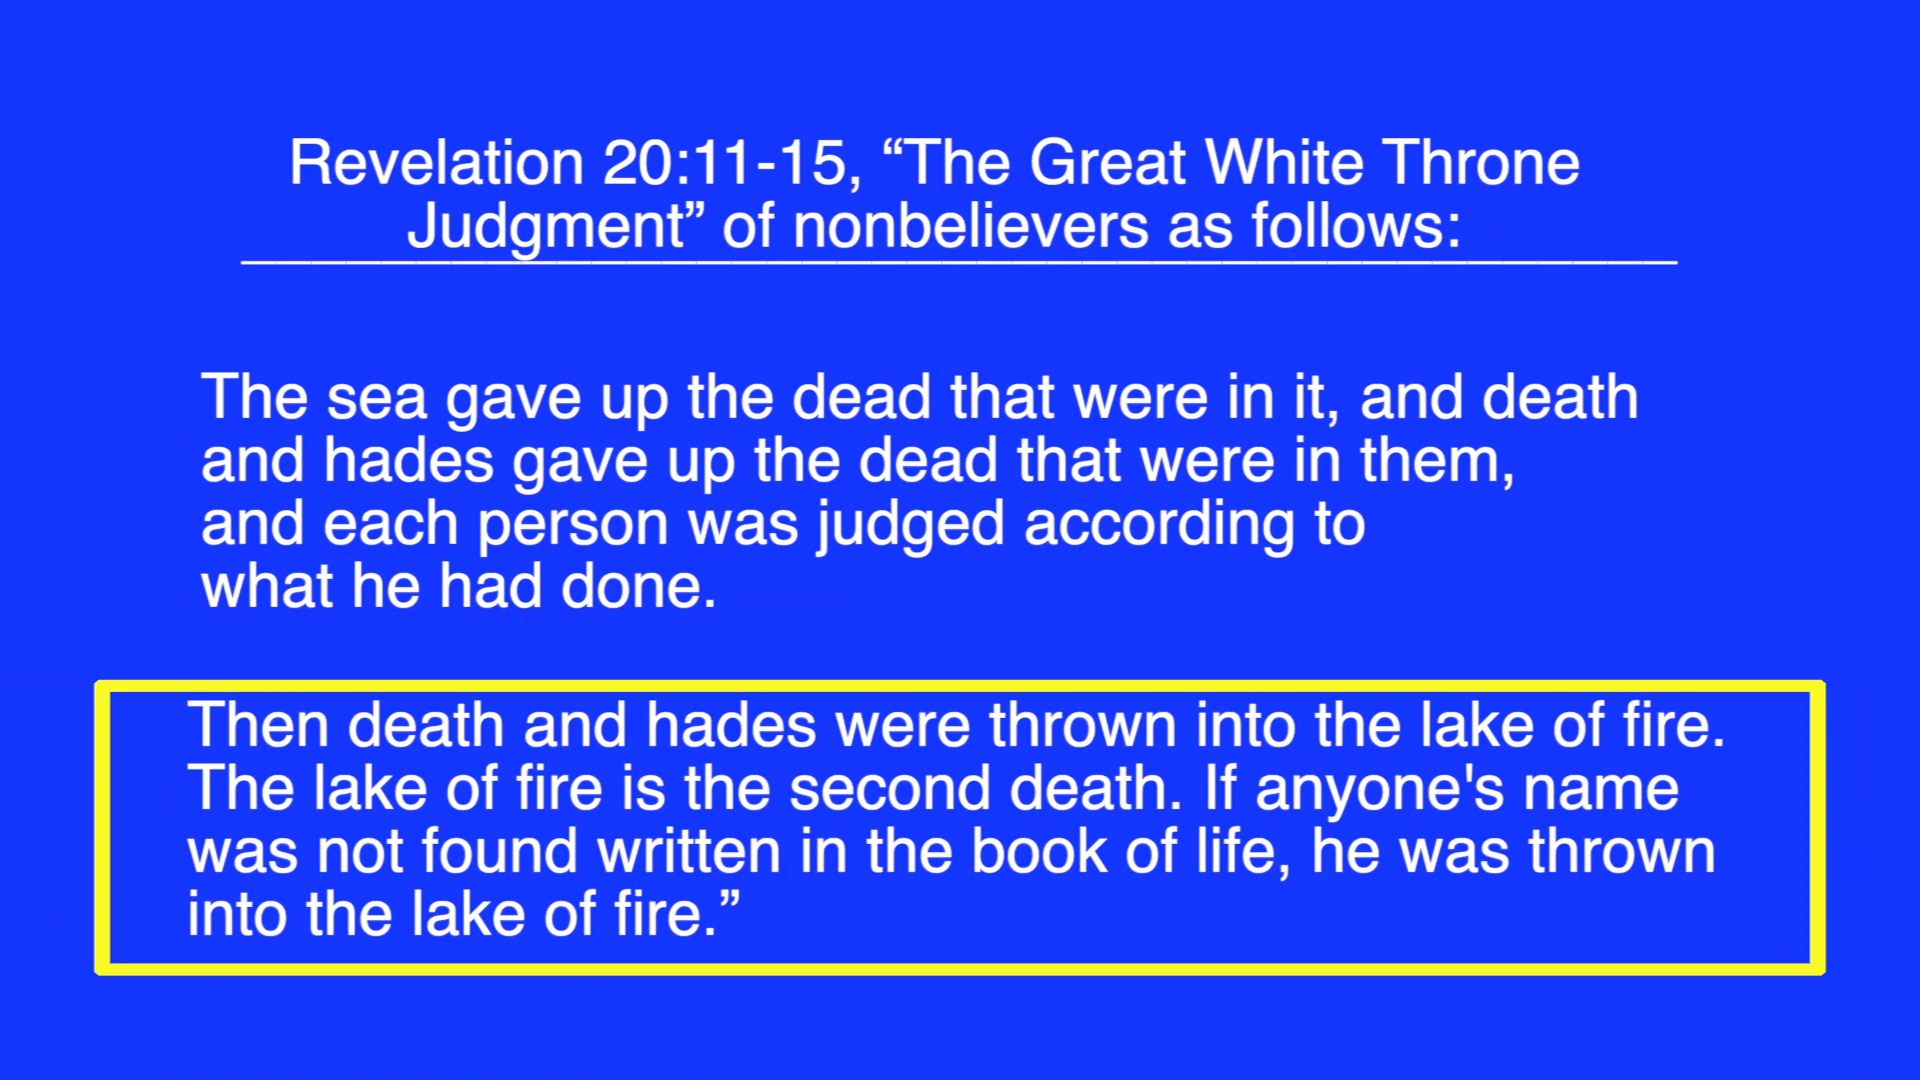 Revelation 20:11-15, “The Great White Throne
Judgment” of nonbelievers as follows:
The sea gave up the dead that were in it, and death
and hades gave up the dead that were in them,
and each person was judged according to
what he had done.
Then death and hades were thrown into the lake of fire.
The lake of fire is the second death. If anyone's name
was not found written in the book of life, he was thrown
into the lake of fire.”